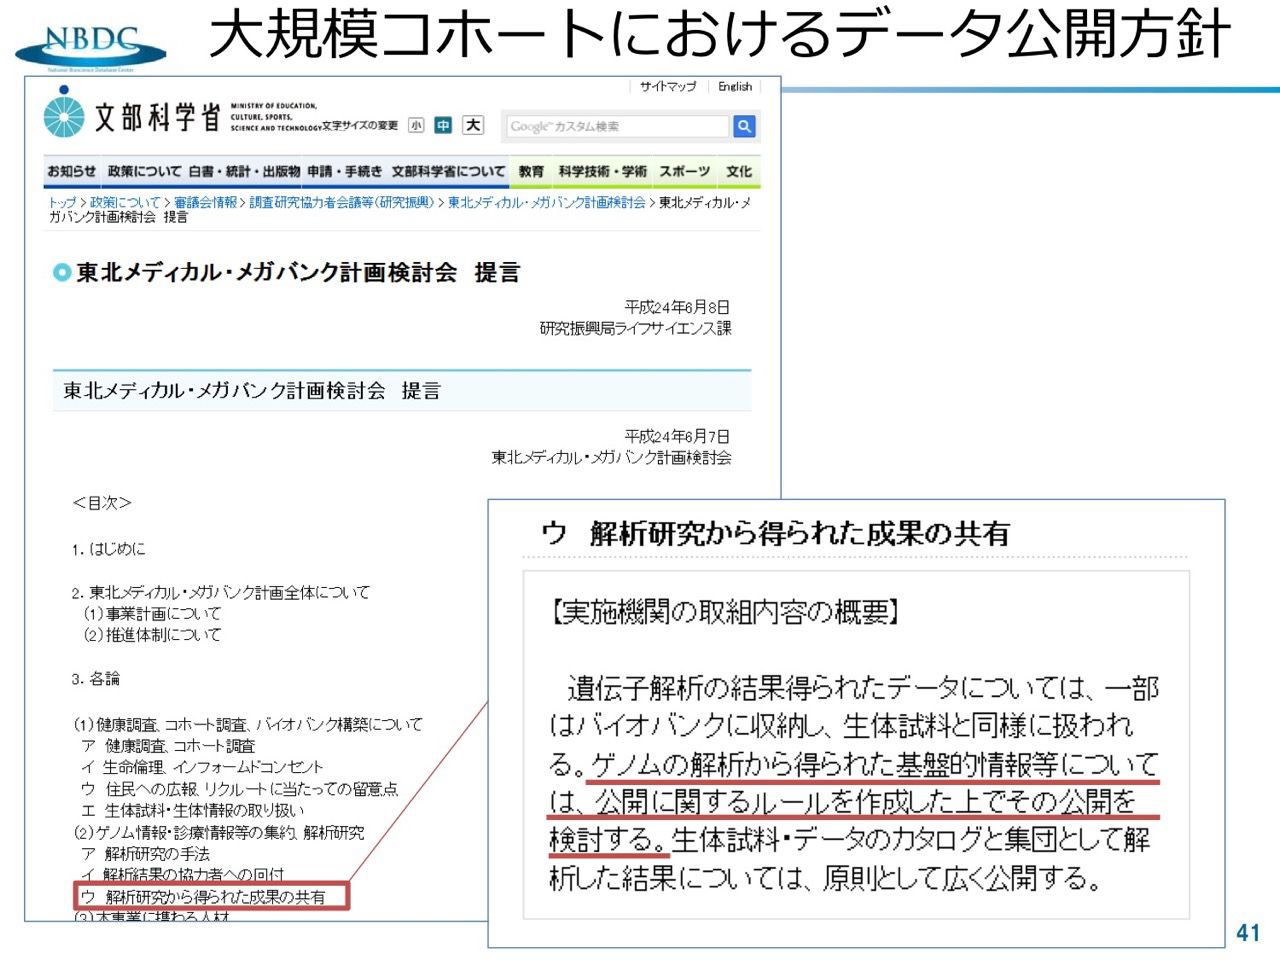 NBDC
National Bioscience Database Center
大規模コホートにおけるデータ公開方針
サイトマップ English
文部科学省
MINISTRY OF EDUCATION,
CULTURE, SPORTS,
SCIENCE AND TECHNOLOGY
文字サイズの変更 小 中 大
Google™ カスタム検索
お知らせ 政策について 白書・統計・出版物 申請・手続き 文部科学省について 教育 科学技術・学術 スポーツ 文化
トップ > 政策について > 審議会情報 > 調査研究協力者会議等(研究振興) > 東北メディカル・メガバンク計画検討会 > 東北メディカル・メ
ガバンク計画検討会 提言
東北メディカル・メガバンク計画検討会 提言
平成24年6月8日
研究振興局ライフサイエンス課
東北メディカル・メガバンク計画検討会 提言
平成24年6月7日
東北メディカル・メガバンク計画検討会
＜目次＞
1. はじめに
2. 東北メディカル・メガバンク計画全体について
(1)事業計画について
(2)推進体制について
3. 各論
(1)健康調査、コホート調査、バイオバンク構築について
ア 健康調査、コホート調査
イ 生命倫理、インフォームドコンセント
ウ 住民への広報、リクルートに当たっての留意点
エ 生体試料・生体情報の取り扱い
(2)ゲノム情報・診療情報等の集約、解析研究
ア 解析研究の手法
イ 解析結果の協力者への回付
ウ 解析研究から得られた成果の共有
(3)本事業に携わる人材
ウ 解析研究から得られた成果の共有
【実施機関の取組内容の概要】
遺伝子解析の結果得られたデータについては、一部
はバイオバンクに収納し、生体試料と同様に扱われ
る。ゲノムの解析から得られた基盤的情報等について
は、公開に関するルールを作成した上でその公開を
検討する。生体試料・データのカタログと集団として解
析した結果については、原則として広く公開する。
41